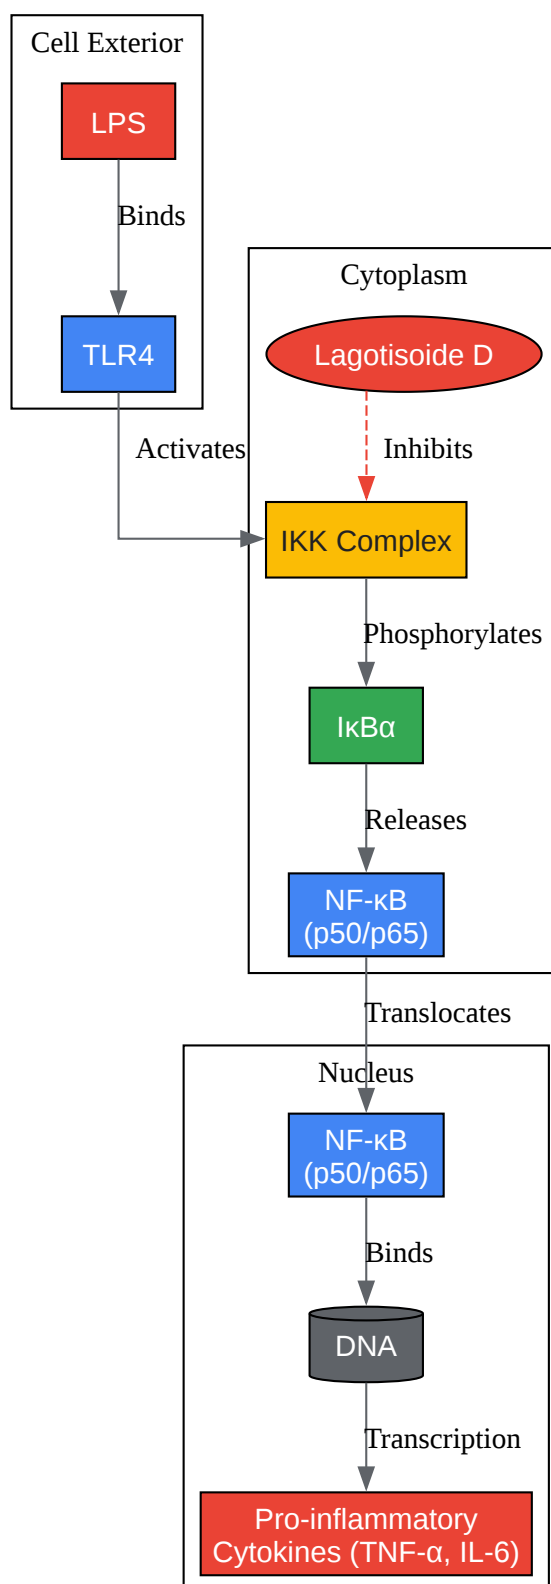 Cell Exterior
LPS
Binds
TLR4
Activates
Cytoplasm
Lagotisoide D
Inhibits
IKK Complex
Phosphorylates
IκBα
Releases
NF-κB
(p50/p65)
Translocates
Nucleus
NF-κB
(p50/p65)
Binds
DNA
Transcription
Pro-inflammatory
Cytokines (TNF-α, IL-6)